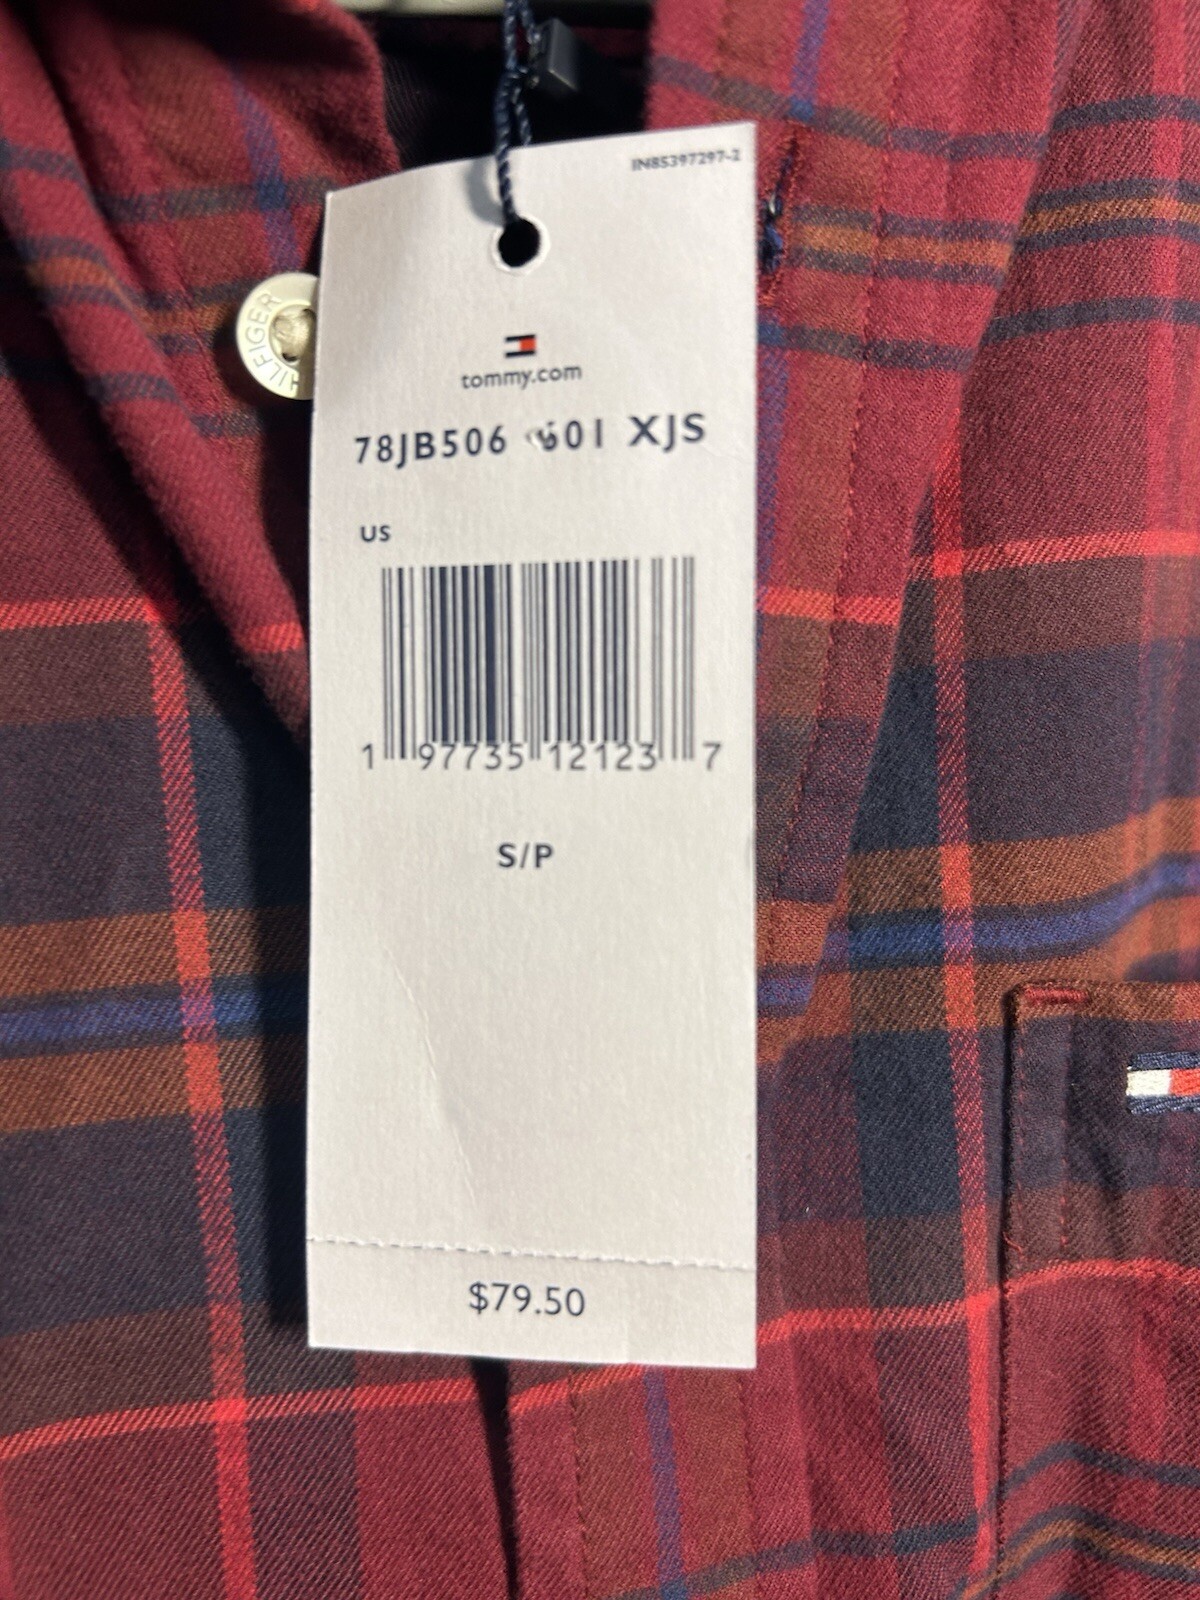 IN85397297-2
HILFIGER
tommy.com
78JB506 601 XJS
US
1 97735 12123 7
S/P
$79.50